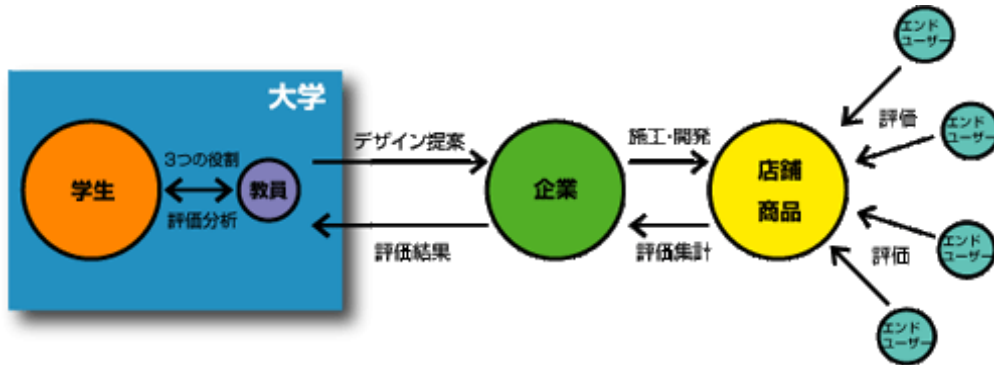 大学
学生
3つの役割
評価分析
教員
デザイン提案
評価結果
企業
施工・開発
評価集計
店舗
商品
エンド
ユーザー
評価
エンド
ユーザー
エンド
ユーザー
評価
エンド
ユーザー